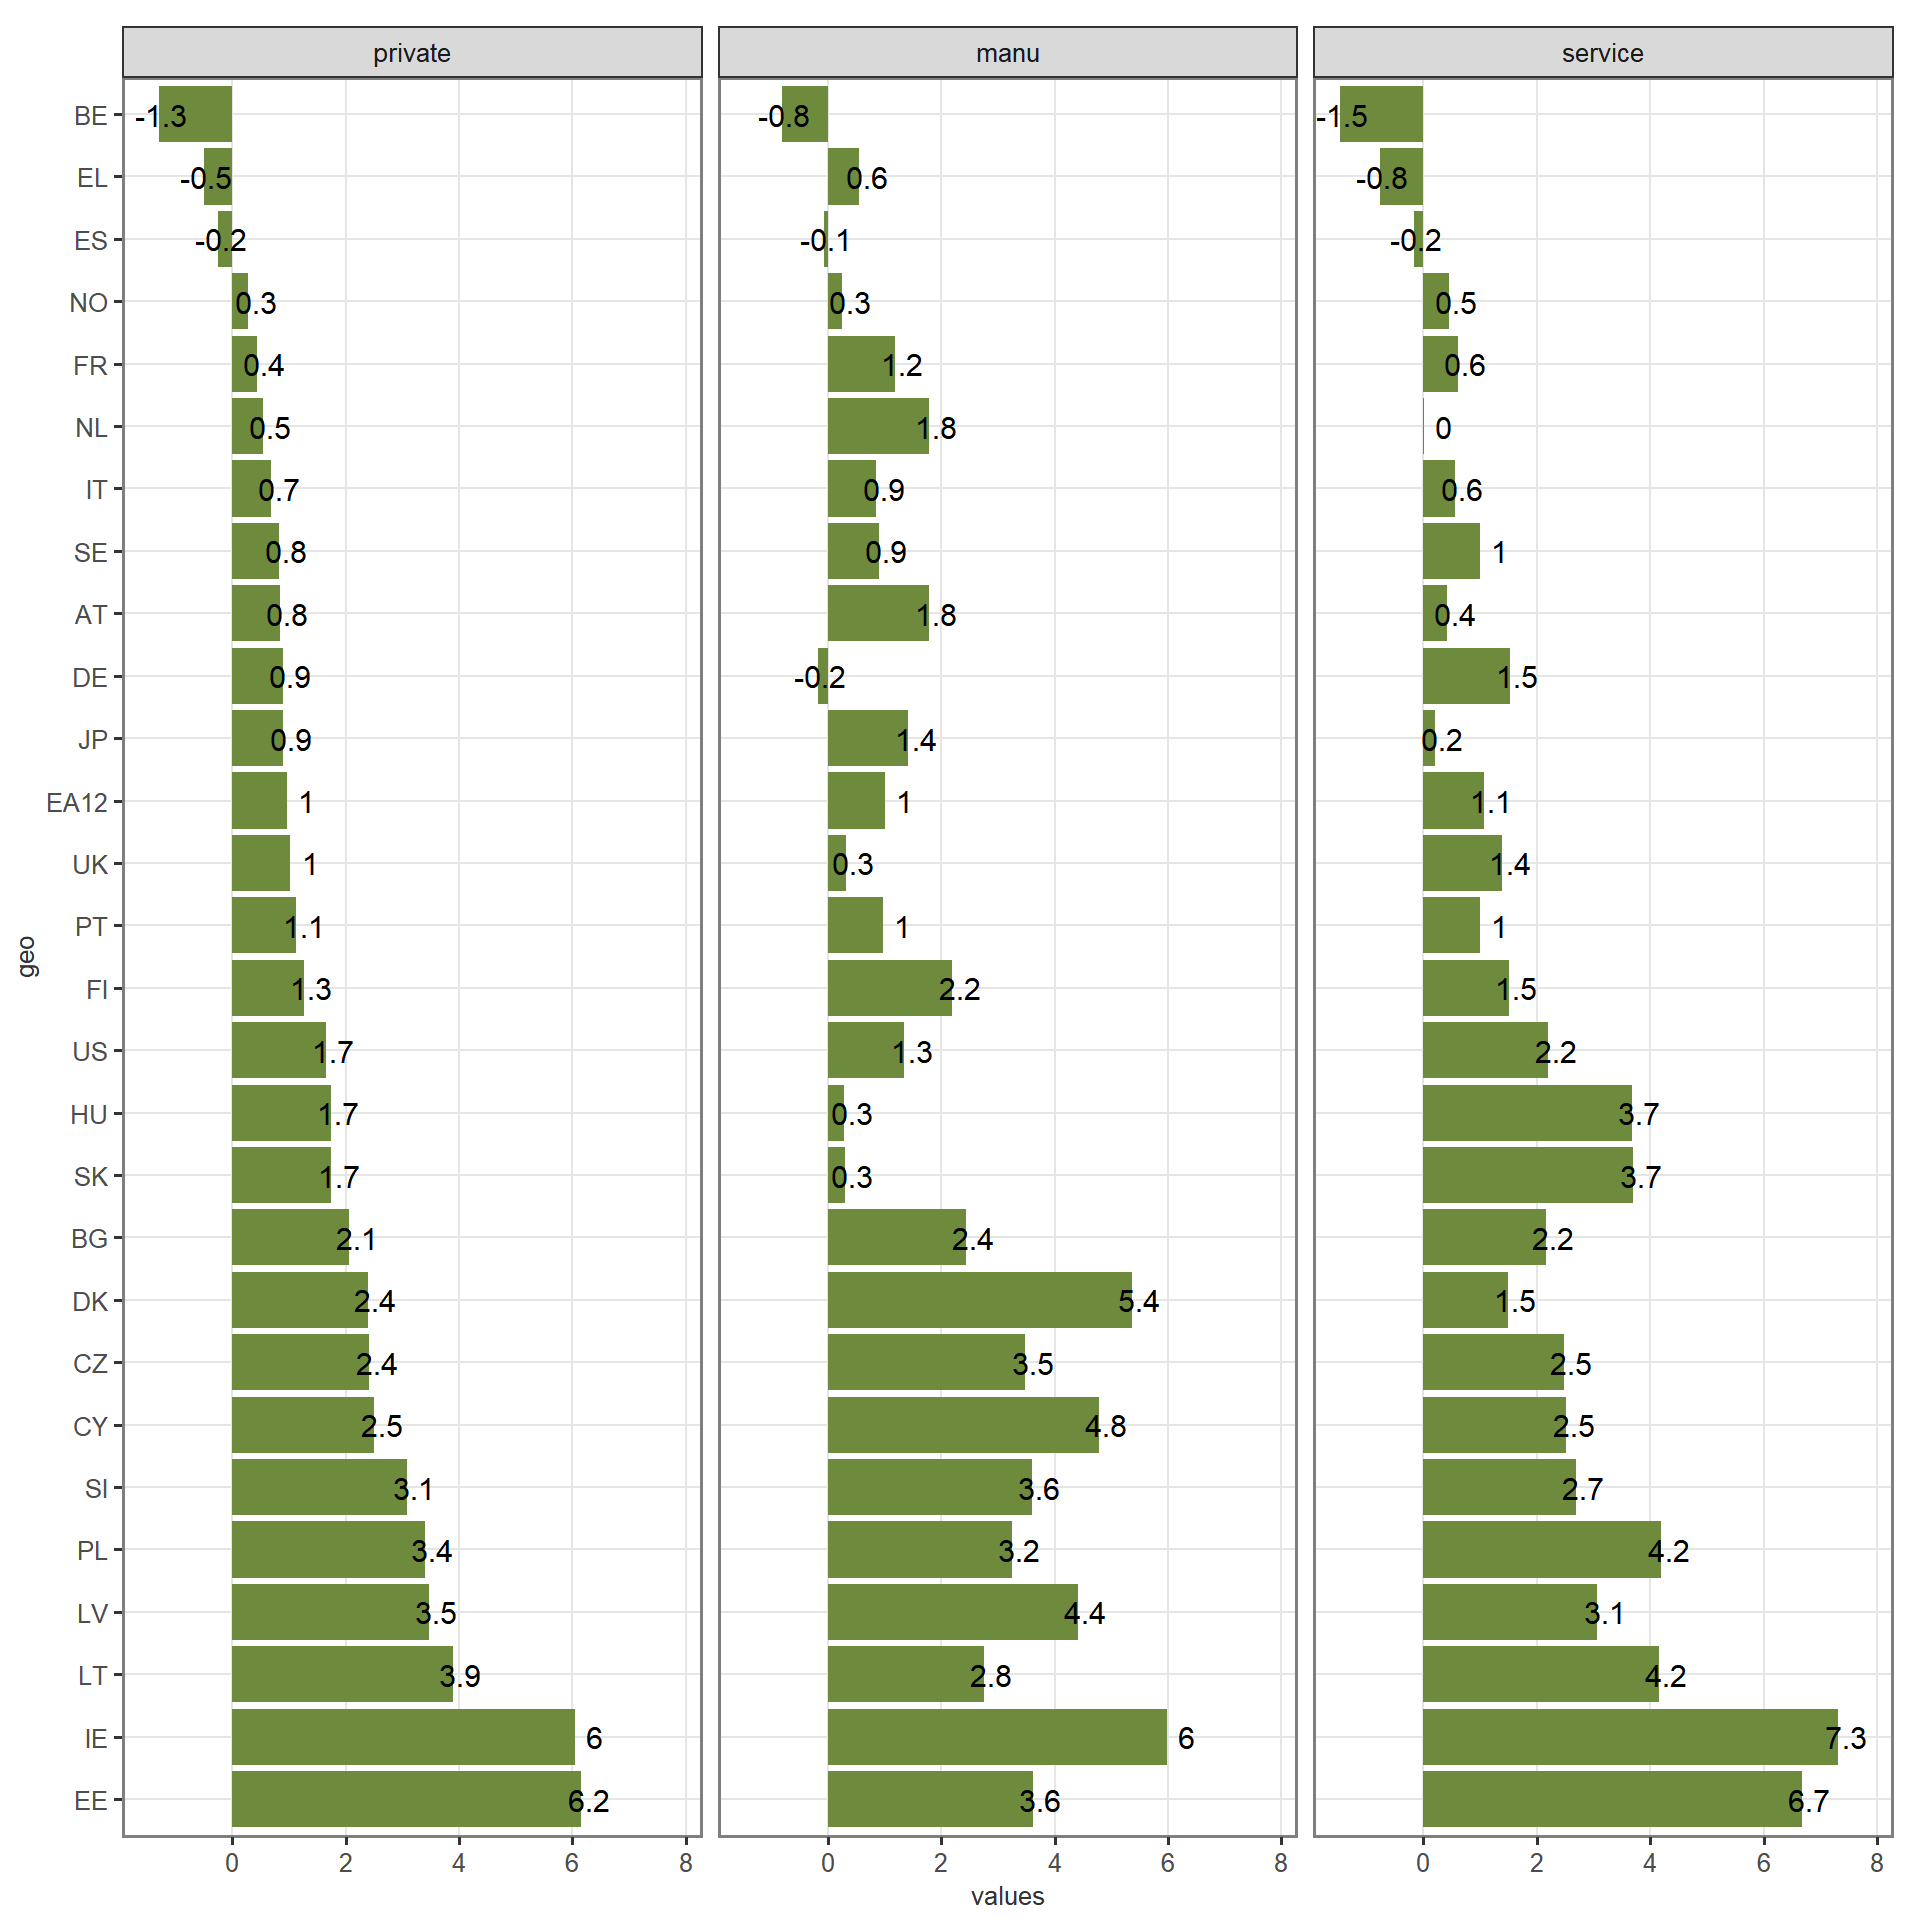 private manu service
BE -1.3 -0.8 -1.5
EL -0.5 0.6 -0.8
ES -0.2 -0.1 -0.2
NO 0.3 0.3 0.5
FR 0.4 1.2 0.6
NL 0.5 1.8 0
IT 0.7 0.9 0.6
SE 0.8 0.9 1
AT 0.8 1.8 0.4
DE 0.9 -0.2 1.5
JP 0.9 1.4 0.2
EA12 1 1 1.1
UK 1 0.3 1.4
PT 1.1 1 1
FI 1.3 2.2 1.5
US 1.7 1.3 2.2
HU 1.7 0.3 3.7
SK 1.7 0.3 3.7
BG 2.1 2.4 2.2
DK 2.4 5.4 1.5
CZ 2.4 3.5 2.5
CY 2.5 4.8 2.5
SI 3.1 3.6 2.7
PL 3.4 3.2 4.2
LV 3.5 4.4 3.1
LT 3.9 2.8 4.2
IE 6 6 7.3
EE 6.2 3.6 6.7
0 2 4 6 8 0 2 4 6 8 0 2 4 6 8
values
geo